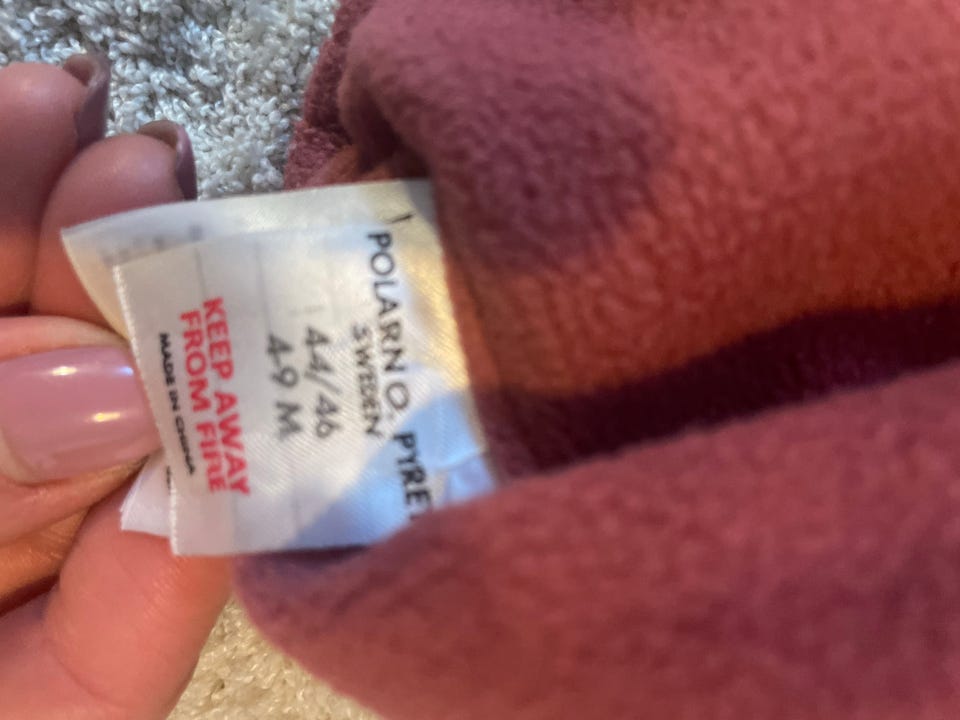 POLARN O. PYRET
SWEDEN
44/46
4-9 M
KEEP AWAY
FROM FIRE
MADE IN CHINA